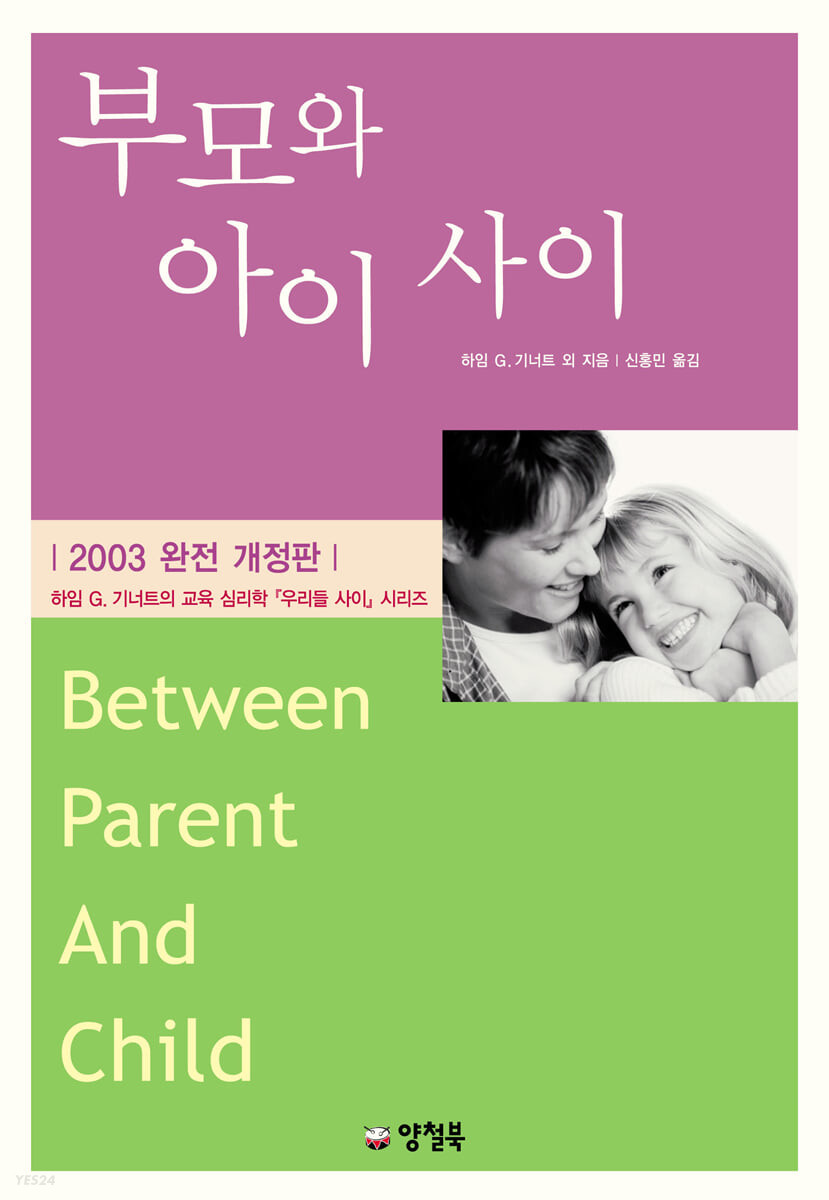 부모와
아이 사이
하임 G. 기너트 외 지음 | 신홍민 옮김
| 2003 완전 개정판 |
하임 G. 기너트의 교육 심리학 『우리들 사이』 시리즈
Between
Parent
And
Child
양철북
YES24